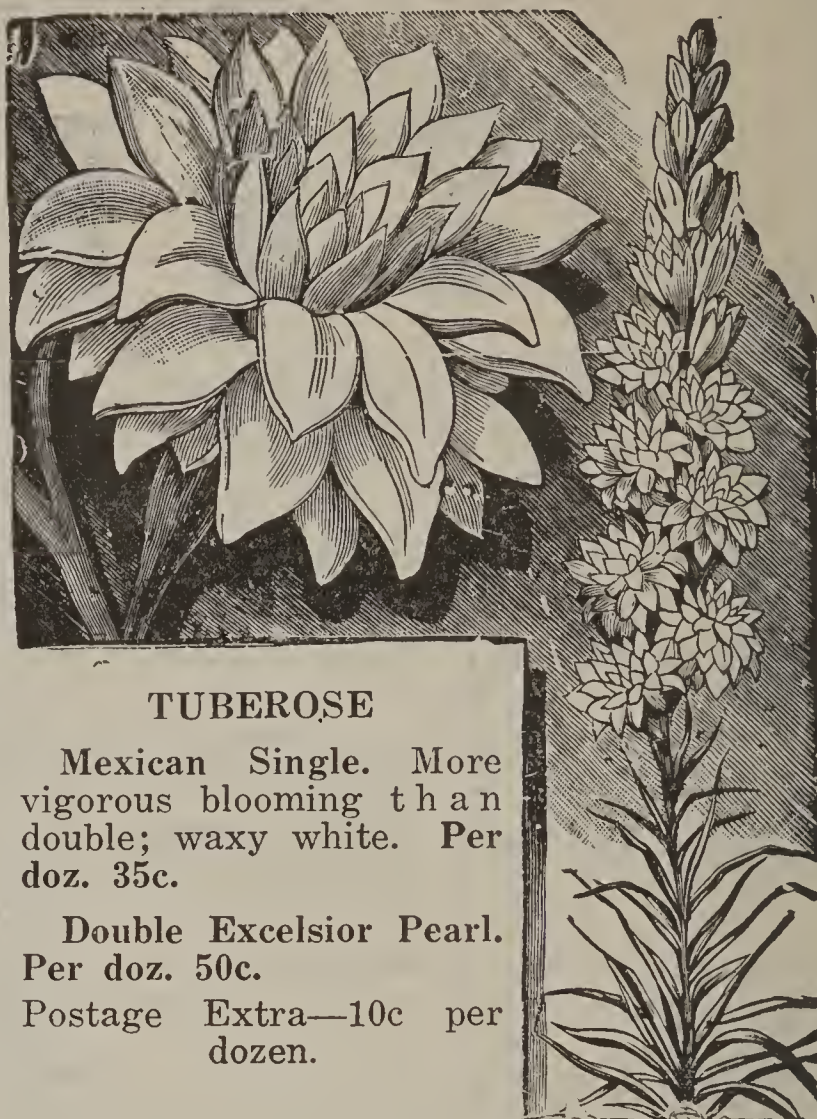 TUBEROSE
Mexican Single. More
vigorous blooming than
double; waxy white. Per
doz. 35c.
Double Excelsior Pearl.
Per doz. 50c.
Postage Extra—10c per
dozen.